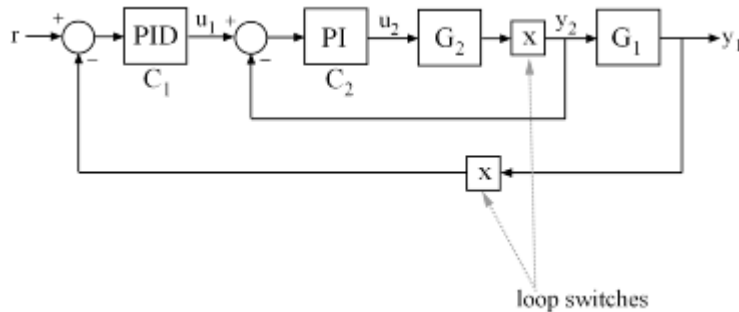 r
+
−
PID
C1
u1
+
−
PI
C2
u2
G2
x
y2
G1
y1
x
loop switches